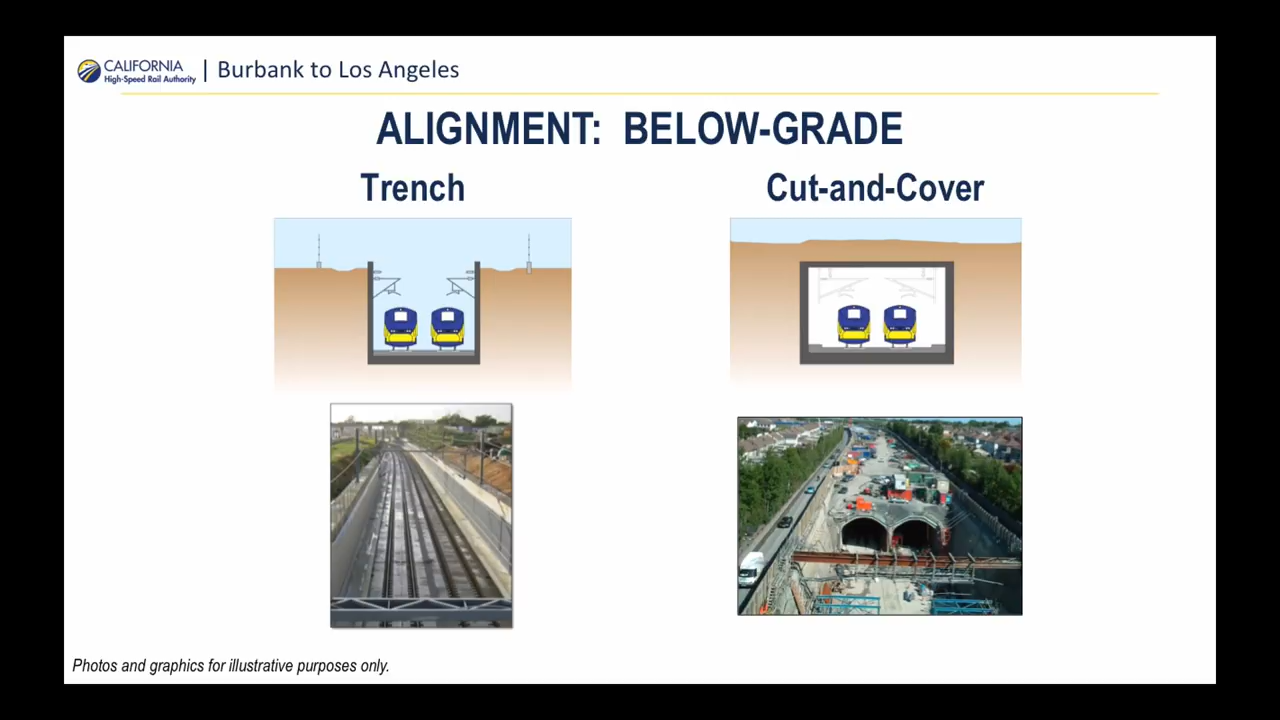 CALIFORNIA
High-Speed Rail Authority
| Burbank to Los Angeles
ALIGNMENT: BELOW-GRADE
Trench
Cut-and-Cover
Photos and graphics for illustrative purposes only.